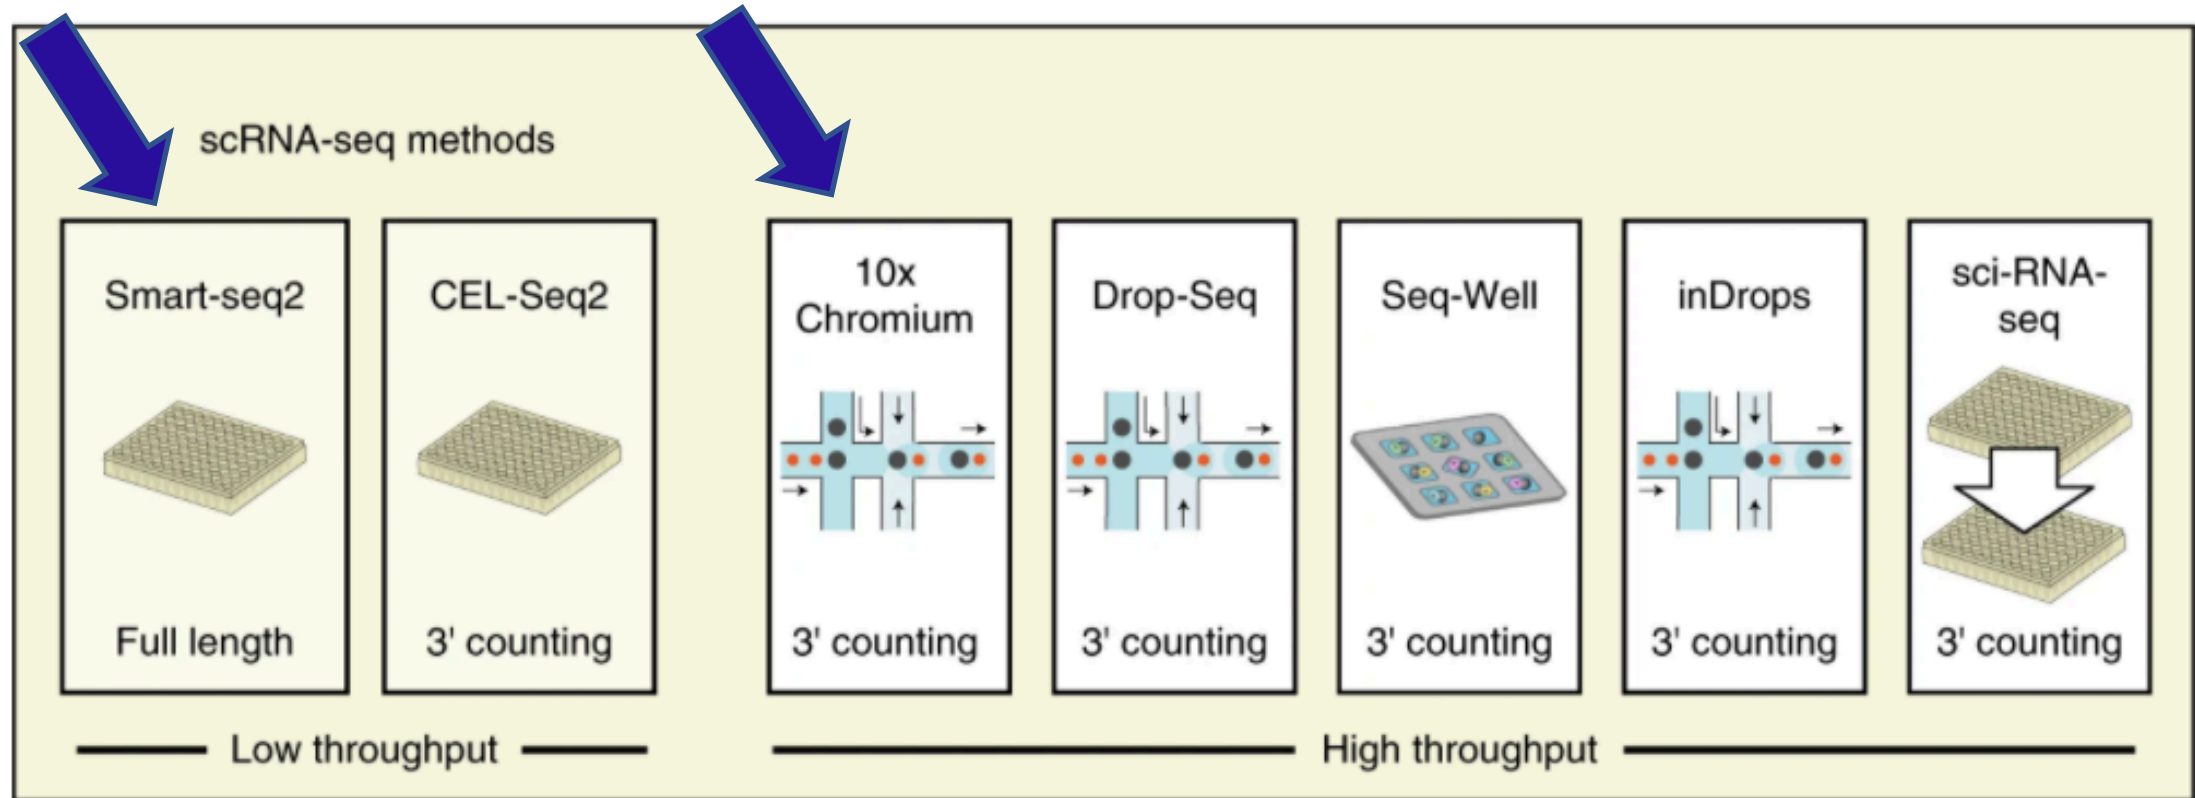 scRNA-seq methods
Smart-seq2
Full length
CEL-Seq2
3' counting
10x
Chromium
3' counting
Drop-Seq
3' counting
Seq-Well
3' counting
inDrops
3' counting
sci-RNA-
seq
3' counting
Low throughput
High throughput